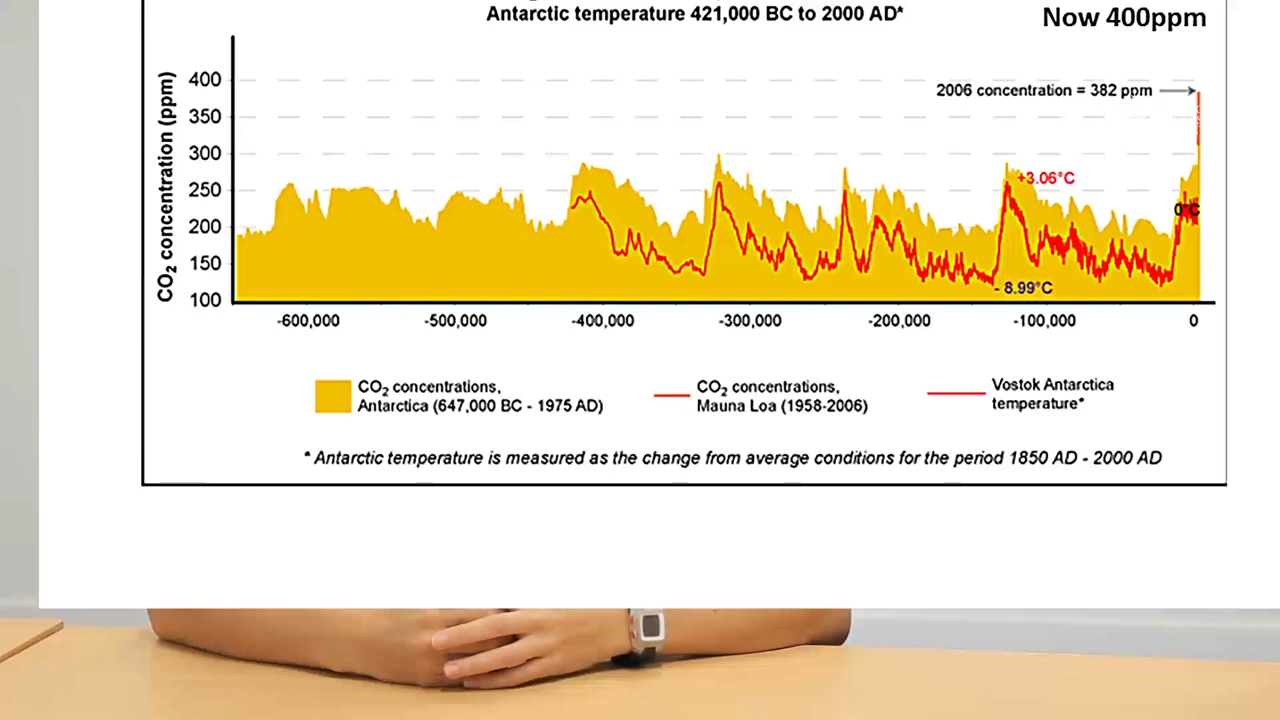 Antarctic temperature 421,000 BC to 2000 AD*
Now 400ppm
CO₂ concentration (ppm)
400
350
300
250
200
150
100
2006 concentration = 382 ppm
+3.06°C
0°C
- 8.99°C
-600,000
-500,000
-400,000
-300,000
-200,000
-100,000
0
CO₂ concentrations,
Antarctica (647,000 BC - 1975 AD)
CO₂ concentrations,
Mauna Loa (1958-2006)
Vostok Antarctica
temperature*
* Antarctic temperature is measured as the change from average conditions for the period 1850 AD - 2000 AD